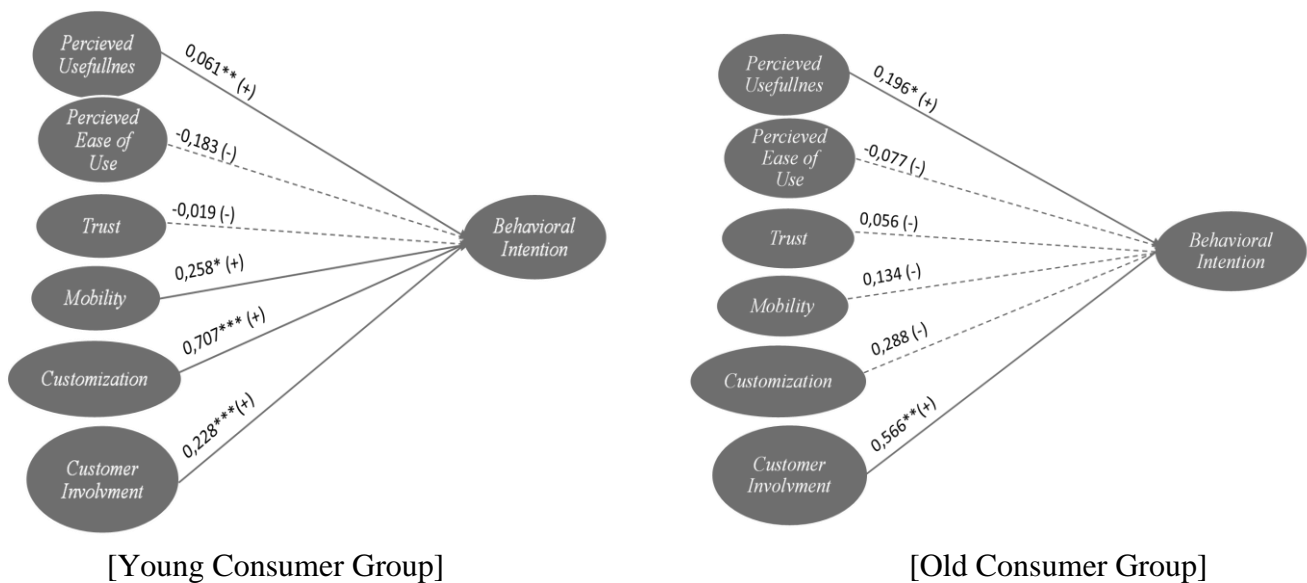 Percieved
Usefullnes
0,061** (+)
Percieved
Ease of
Use
-0,183 (-)
Trust
-0,019 (-)
Mobility
0,258* (+)
Customization
0,707*** (+)
Customer
Involvment
0,228***(+)
Behavioral
Intention
[Young Consumer Group]
Percieved
Usefullnes
0,196* (+)
Percieved
Ease of
Use
-0,077 (-)
Trust
0,056 (-)
Mobility
0,134 (-)
Customization
0,288 (-)
Customer
Involvment
0,566**(+)
Behavioral
Intention
[Old Consumer Group]